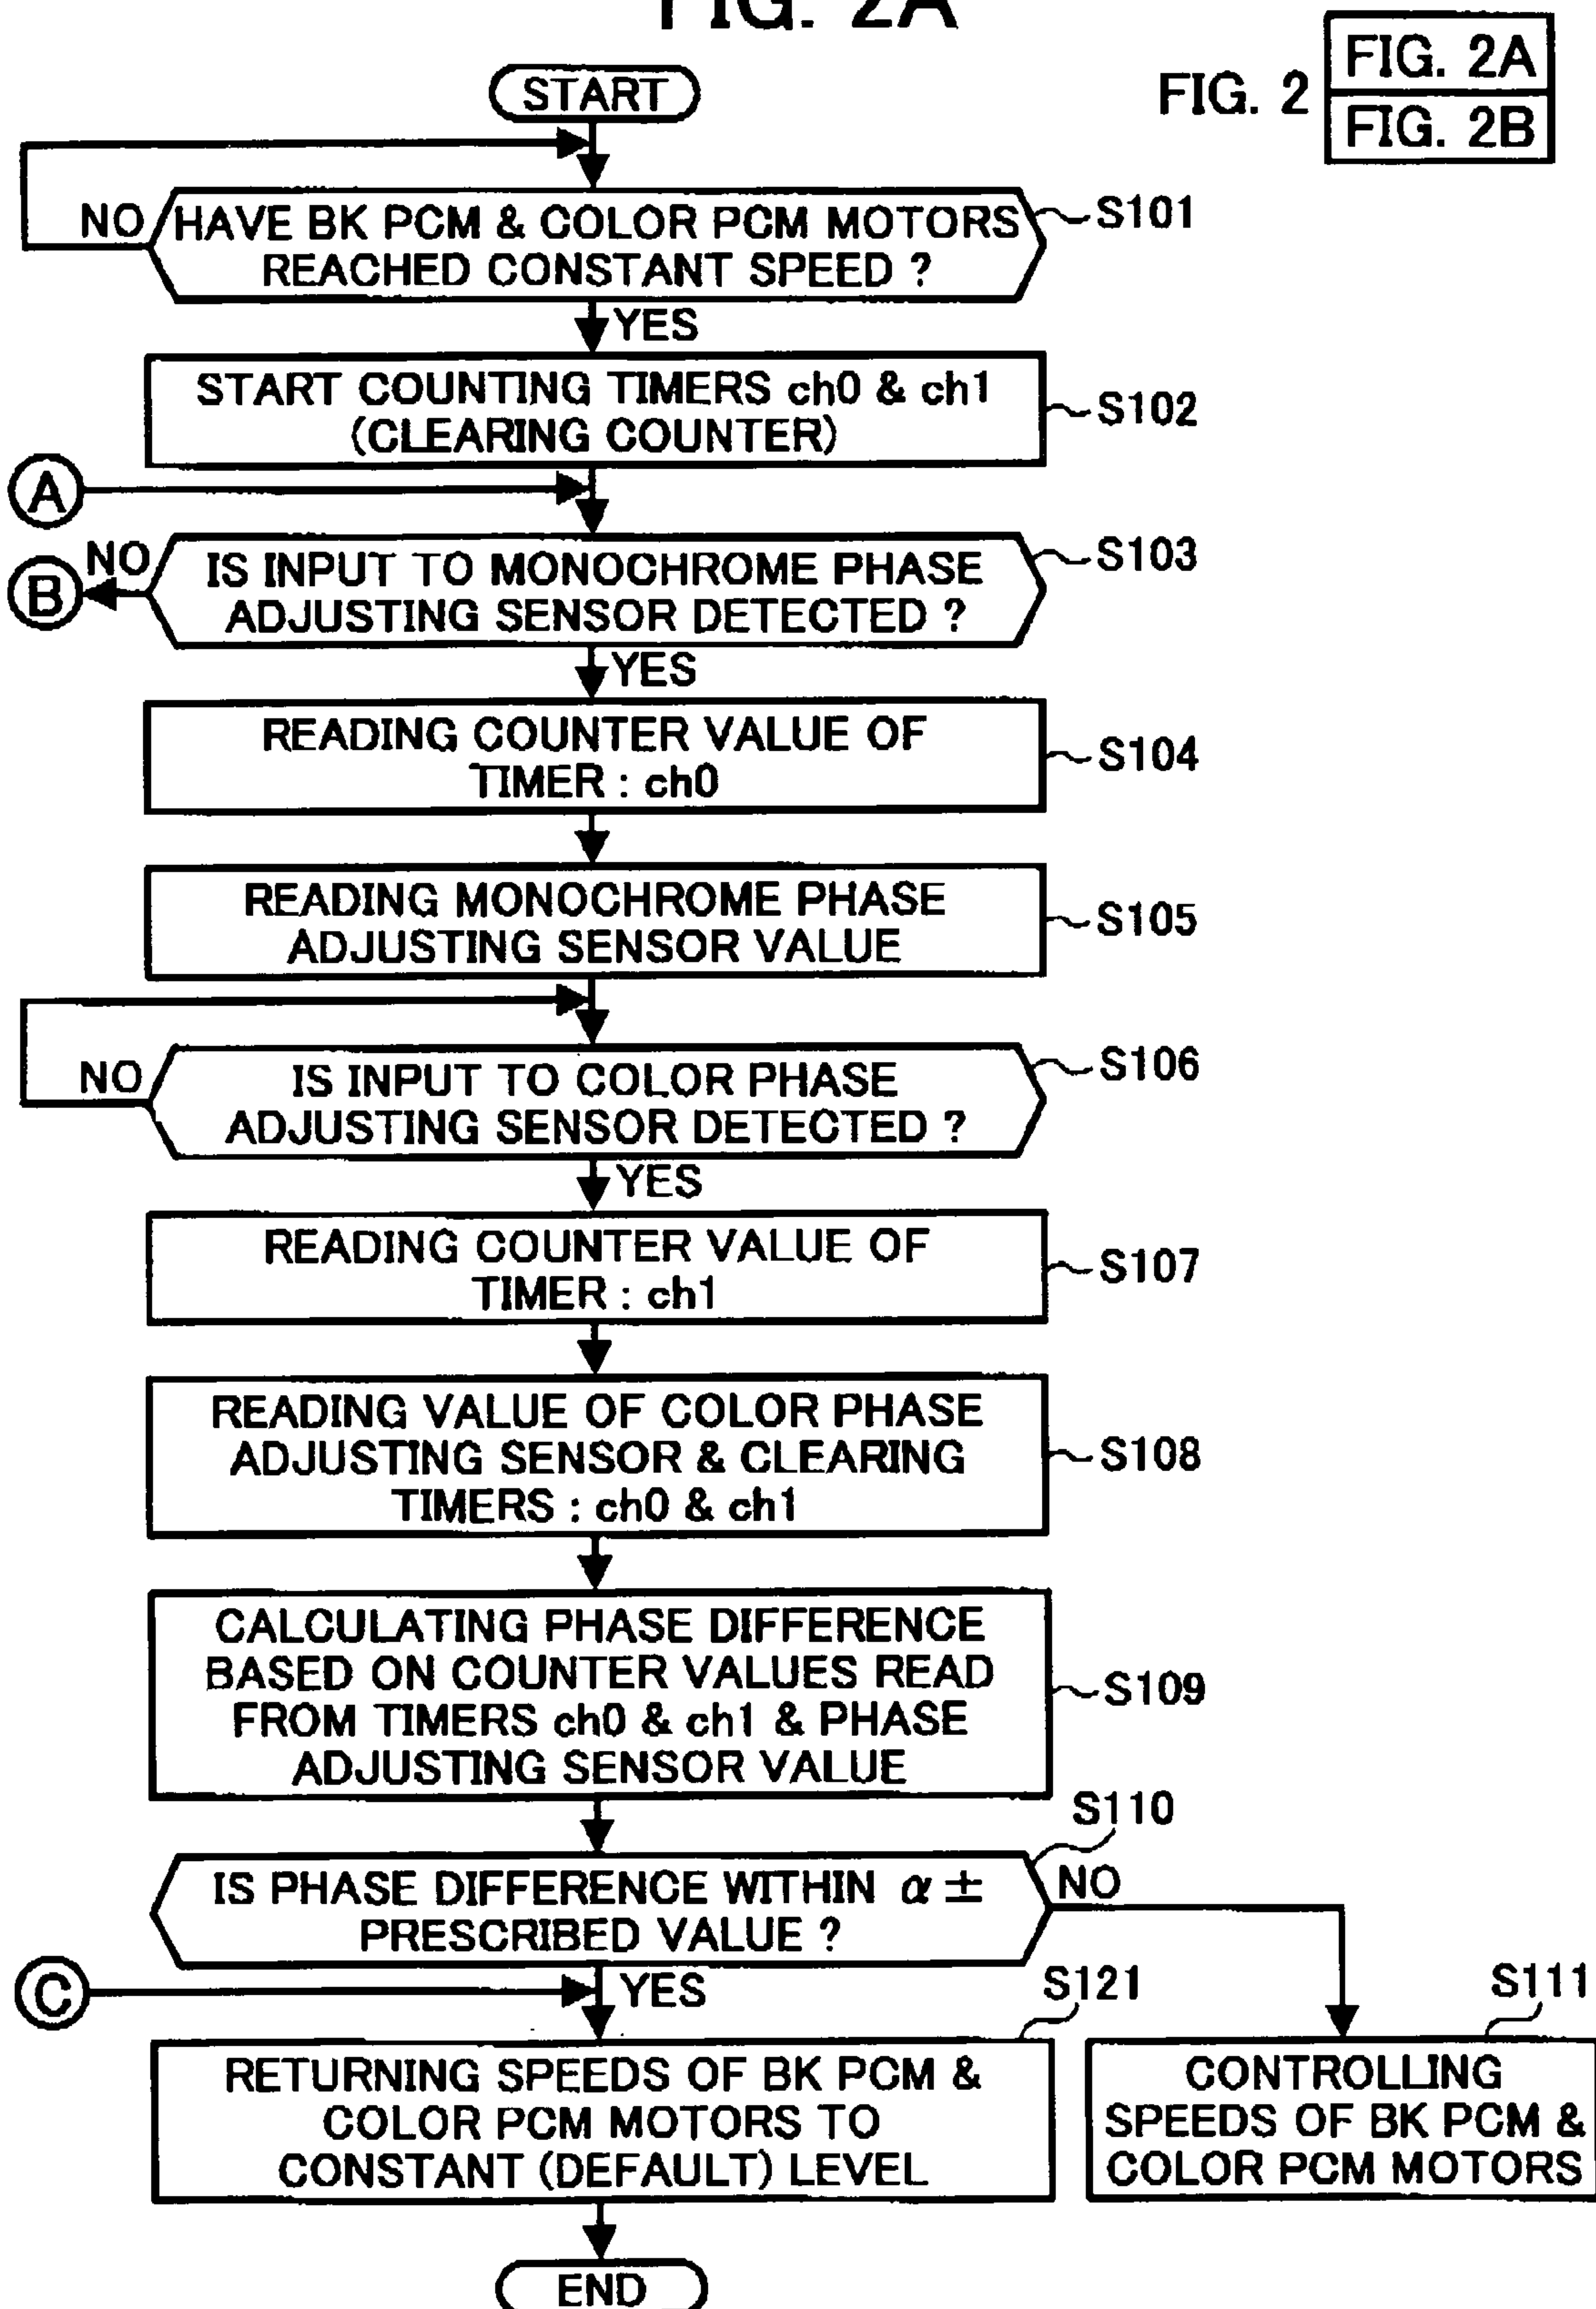 FIG. 2A
FIG. 2
FIG. 2A
FIG. 2B
START
NO
HAVE BK PCM & COLOR PCM MOTORS
REACHED CONSTANT SPEED ?
S101
YES
START COUNTING TIMERS ch0 & ch1
(CLEARING COUNTER)
S102
A
B
NO
IS INPUT TO MONOCHROME PHASE
ADJUSTING SENSOR DETECTED ?
S103
YES
READING COUNTER VALUE OF
TIMER : ch0
S104
READING MONOCHROME PHASE
ADJUSTING SENSOR VALUE
S105
NO
IS INPUT TO COLOR PHASE
ADJUSTING SENSOR DETECTED ?
S106
YES
READING COUNTER VALUE OF
TIMER : ch1
S107
READING VALUE OF COLOR PHASE
ADJUSTING SENSOR & CLEARING
TIMERS : ch0 & ch1
S108
CALCULATING PHASE DIFFERENCE
BASED ON COUNTER VALUES READ
FROM TIMERS ch0 & ch1 & PHASE
ADJUSTING SENSOR VALUE
S109
S110
IS PHASE DIFFERENCE WITHIN α ±
PRESCRIBED VALUE ?
NO
C
YES
S121
S111
RETURNING SPEEDS OF BK PCM &
COLOR PCM MOTORS TO
CONSTANT (DEFAULT) LEVEL
CONTROLLING
SPEEDS OF BK PCM &
COLOR PCM MOTORS
END